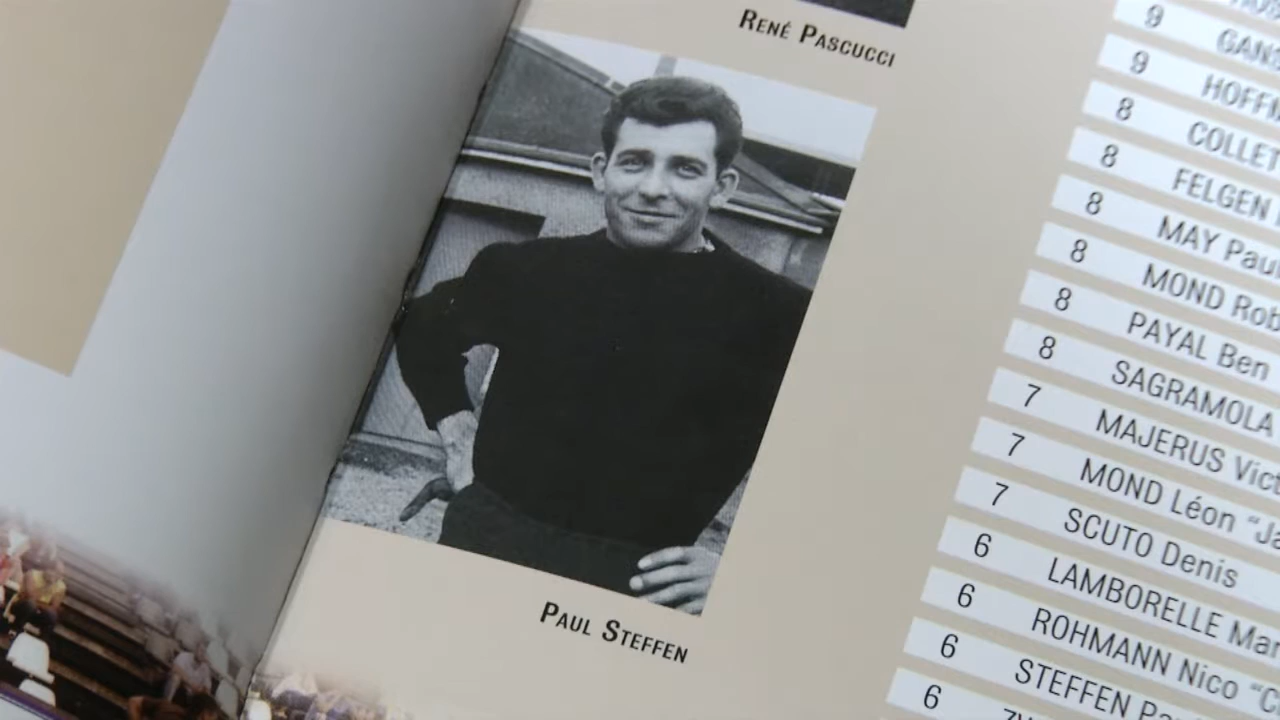 RENÉ PASCUCCI
PAUL STEFFEN
9
9 HOFFM
8 COLLET
8 FELGEN
8 MAY Paul
8 MOND Rob
8 PAYAL Ben
8 SAGRAMOLA
7 MAJERUS Vict
7 MOND Léon “Ja
7 SCUTO Denis
6 LAMBORELLE Mar
6 ROHMANN Nico “C
6 STEFFEN Pa
6